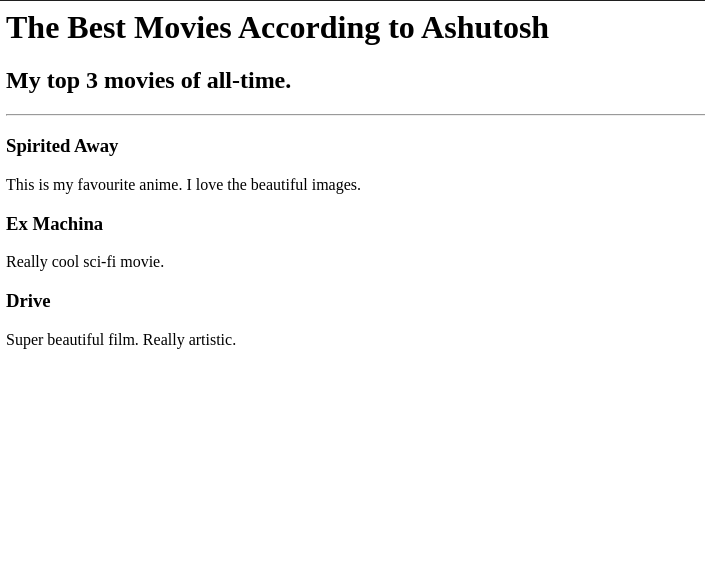 The Best Movies According to Ashutosh
My top 3 movies of all-time.
Spirited Away
This is my favourite anime. I love the beautiful images.
Ex Machina
Really cool sci-fi movie.
Drive
Super beautiful film. Really artistic.